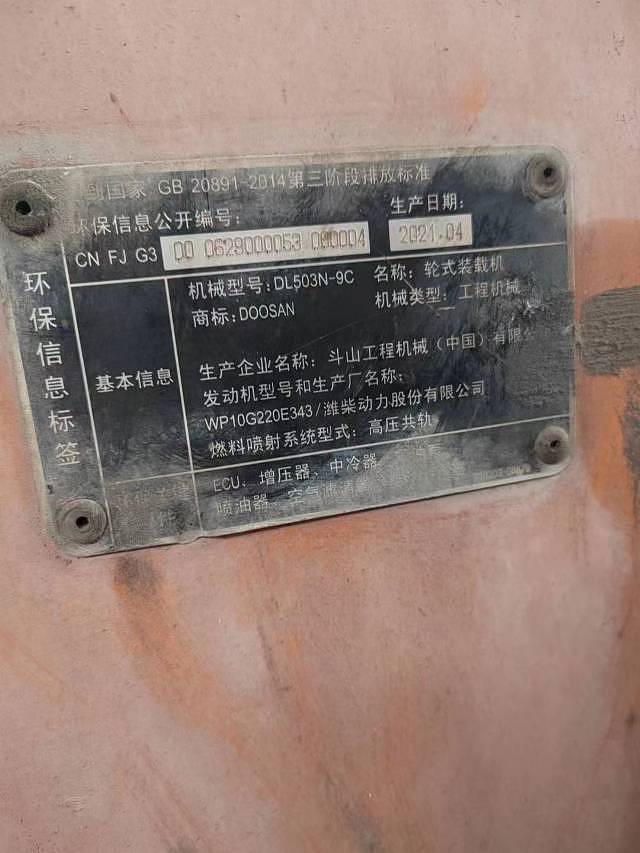 国家 GB 20891-2014第三阶段排放标准
环保信息公开编号:
CN FJ G3 00 0628000053 000004
生产日期:
2021.04
环保信息标签
基本信息
机械型号: DL503N-9C
名称: 轮式装载机
商标: DOOSAN
机械类型: 工程机械
生产企业名称: 斗山工程机械(中国)有限公
发动机型号和生产厂名称:
WP10G220E343/潍柴动力股份有限公司
燃料喷射系统型式: 高压共轨
ECU、增压器、中冷器、
喷油器、空气滤清